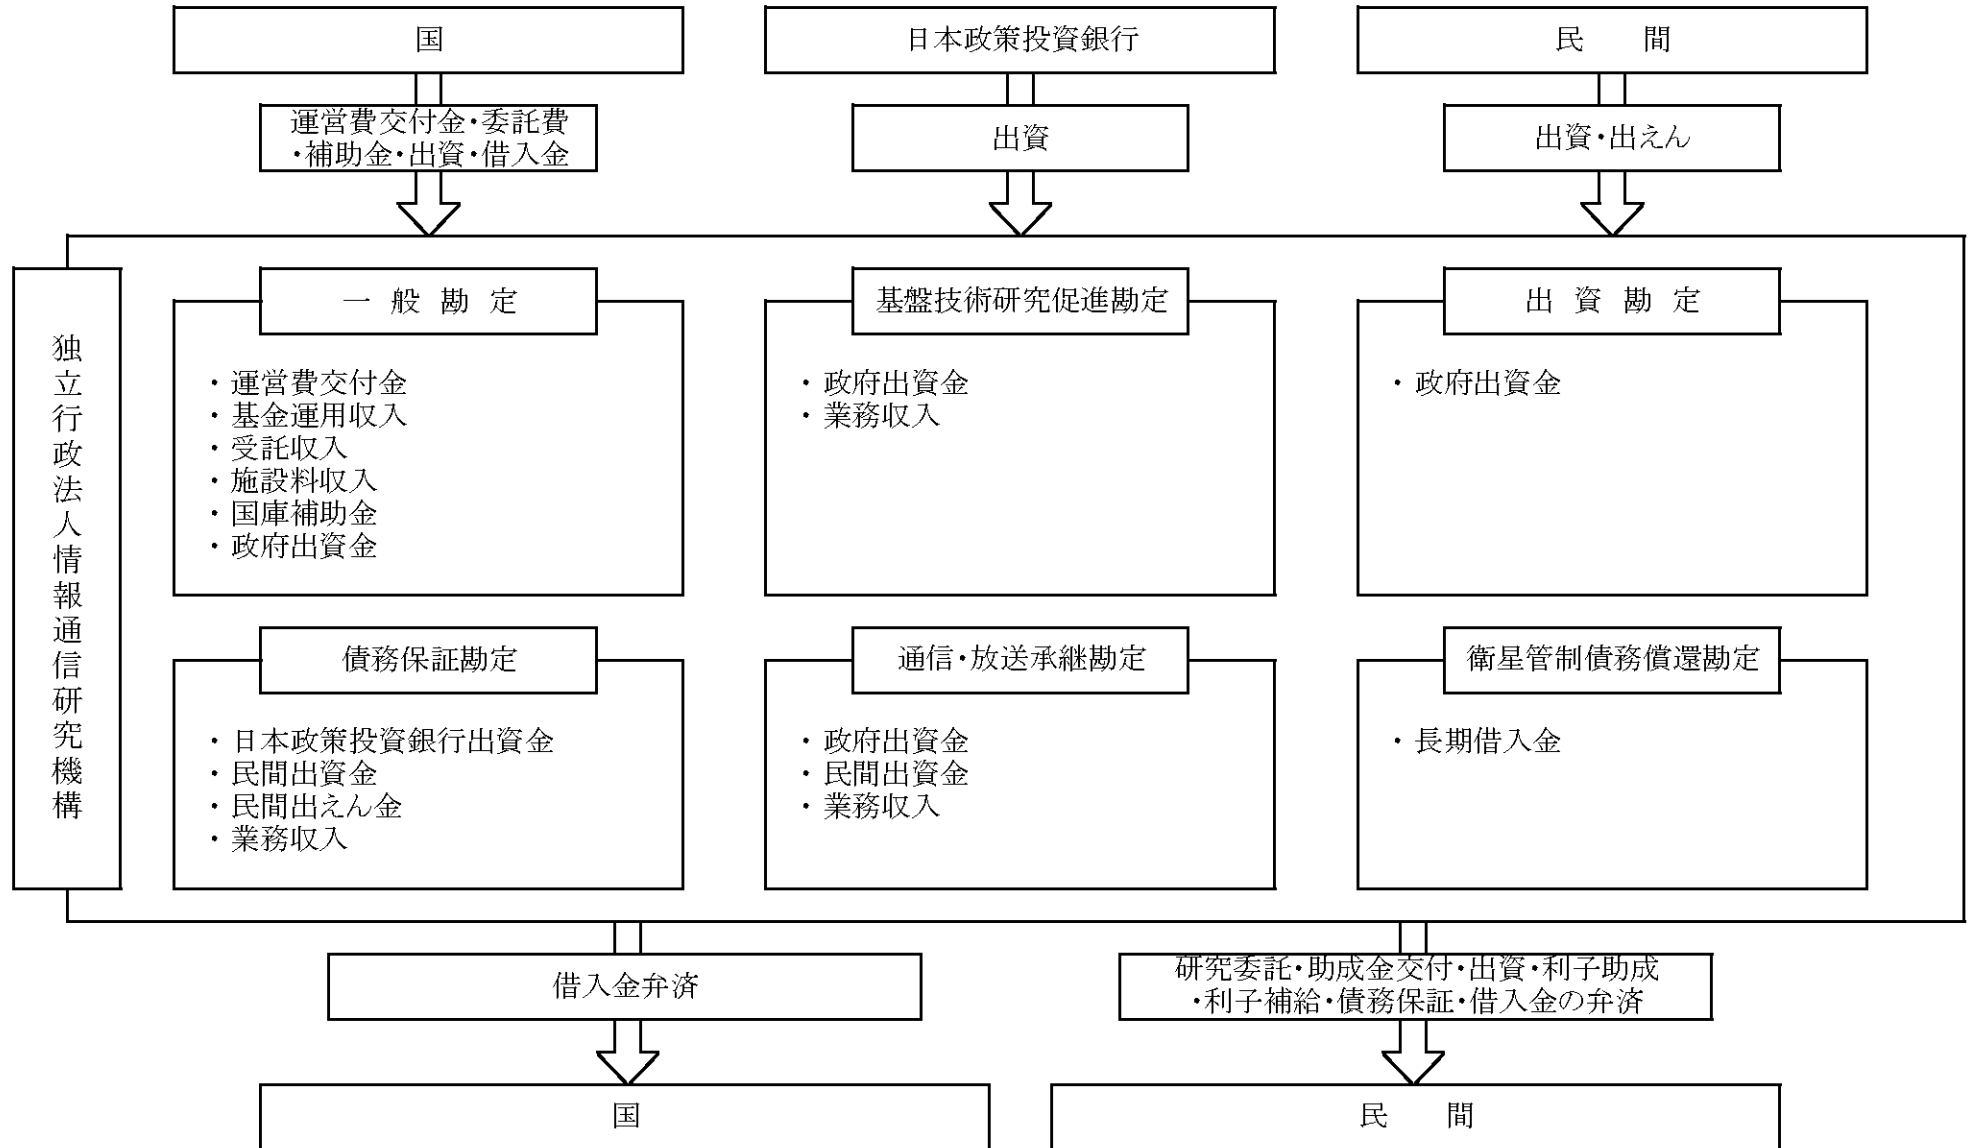 国
日本政策投資銀行
民　　間
運営費交付金・委託費
・補助金・出資・借入金
出資
出資・出えん
独立行政法人情報通信研究機構
一 般 勘 定
・運営費交付金
・基金運用収入
・受託収入
・施設料収入
・国庫補助金
・政府出資金
基盤技術研究促進勘定
・政府出資金
・業務収入
出 資 勘 定
・政府出資金
債務保証勘定
・日本政策投資銀行出資金
・民間出資金
・民間出えん金
・業務収入
通信・放送承継勘定
・政府出資金
・民間出資金
・業務収入
衛星管制債務償還勘定
・長期借入金
借入金弁済
研究委託・助成金交付・出資・利子助成
・利子補給・債務保証・借入金の弁済
国
民　　間